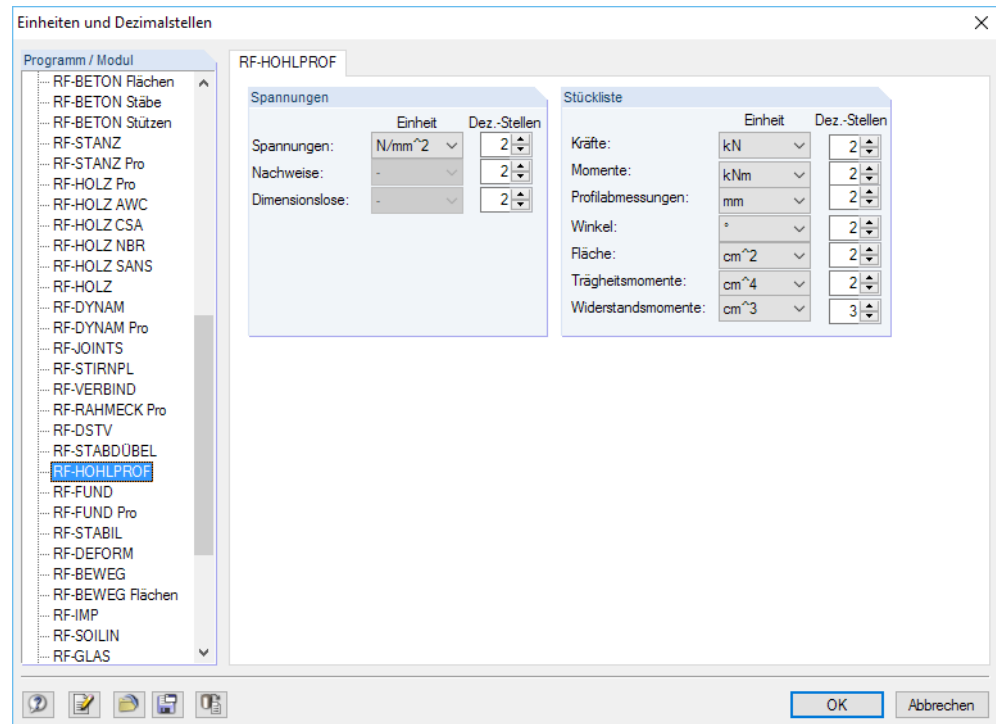 Einheiten und Dezimalstellen
Programm / Modul
RF-BETON Flächen
RF-BETON Stäbe
RF-BETON Stützen
RF-STANZ
RF-STANZ Pro
RF-HOLZ Pro
RF-HOLZ AWC
RF-HOLZ CSA
RF-HOLZ NBR
RF-HOLZ SANS
RF-HOLZ
RF-DYNAM
RF-DYNAM Pro
RF-JOINTS
RF-STIRNPL
RF-VERBIND
RF-RAHMECK Pro
RF-DSTV
RF-STABDÜBEL
RF-HOHLPROF
RF-FUND
RF-FUND Pro
RF-STABIL
RF-DEFORM
RF-BEWEG
RF-BEWEG Flächen
RF-IMP
RF-SOILIN
RF-GLAS
RF-HOHLPROF
Spannungen
Einheit Dez.-Stellen
Spannungen: N/mm^2 2
Nachweise: - 2
Dimensionslose: - 2
Stückliste
Einheit Dez.-Stellen
Kräfte: kN 2
Momente: kNm 2
Profilabmessungen: mm 2
Winkel: ° 2
Fläche: cm^2 2
Trägheitsmomente: cm^4 2
Widerstandsmomente: cm^3 3
OK Abbrechen